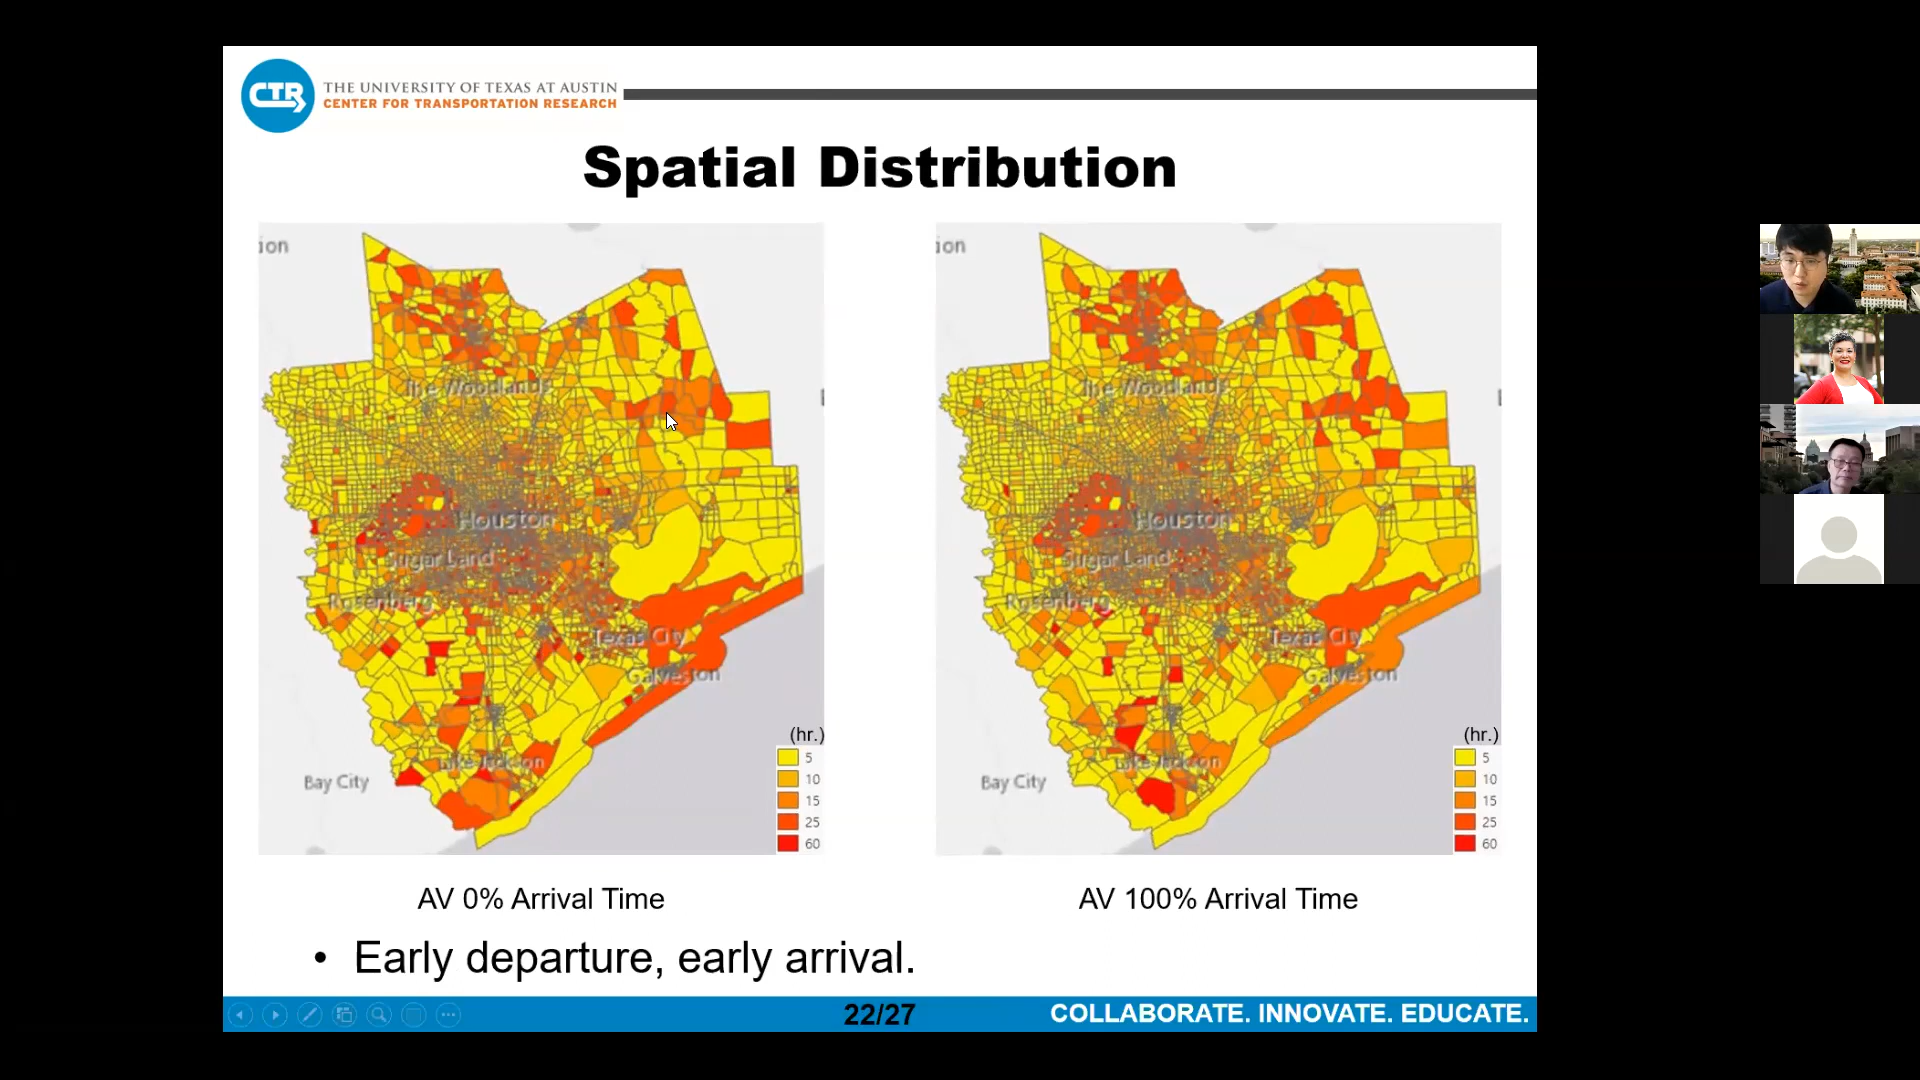 CTR
THE UNIVERSITY OF TEXAS AT AUSTIN
CENTER FOR TRANSPORTATION RESEARCH
Spatial Distribution
ion
The Woodlands
Houston
Sugar Land
Rosenberg
Texas City
Galveston
Lake Jackson
Bay City
(hr.)
5
10
15
25
60
ion
The Woodlands
Houston
Sugar Land
Rosenberg
Texas City
Galveston
Lake Jackson
Bay City
(hr.)
5
10
15
25
60
AV 0% Arrival Time
AV 100% Arrival Time
• Early departure, early arrival.
22/27
COLLABORATE. INNOVATE. EDUCATE.